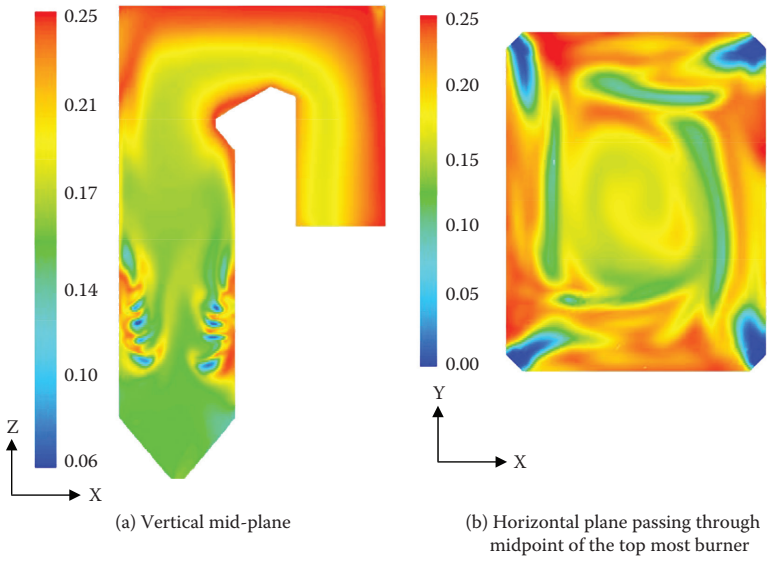 0.25
0.21
0.17
0.14
0.10
0.06
Z
X
(a) Vertical mid-plane
0.25
0.20
0.15
0.10
0.05
0.00
Y
X
(b) Horizontal plane passing through
midpoint of the top most burner